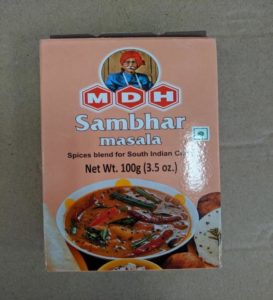 MDH
Sambhar
masala
Spices blend for South Indian
Net Wt. 100g (3.5 oz.)